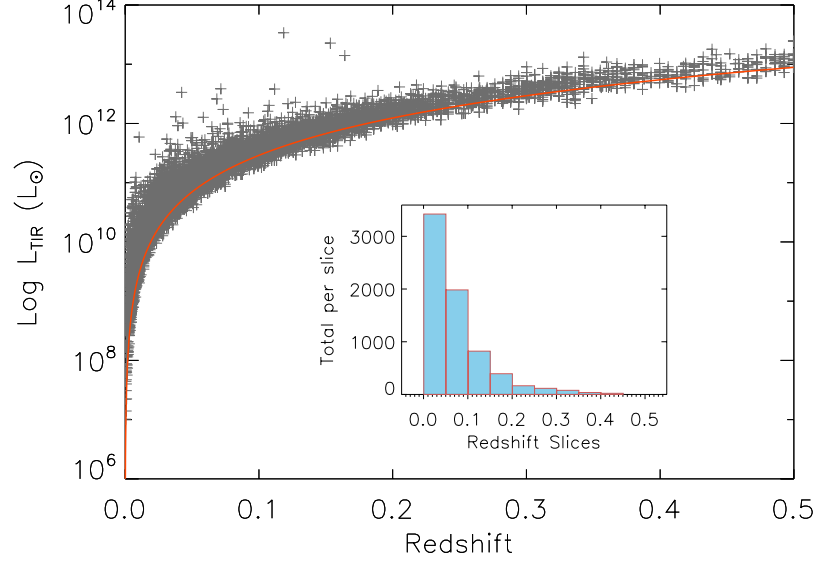 10^14
10^12
10^10
10^8
10^6
Log L_TIR (L_⊙)
0.0 0.1 0.2 0.3 0.4 0.5
Redshift
3000
2000
1000
0
Total per slice
0.0 0.1 0.2 0.3 0.4 0.5
Redshift Slices